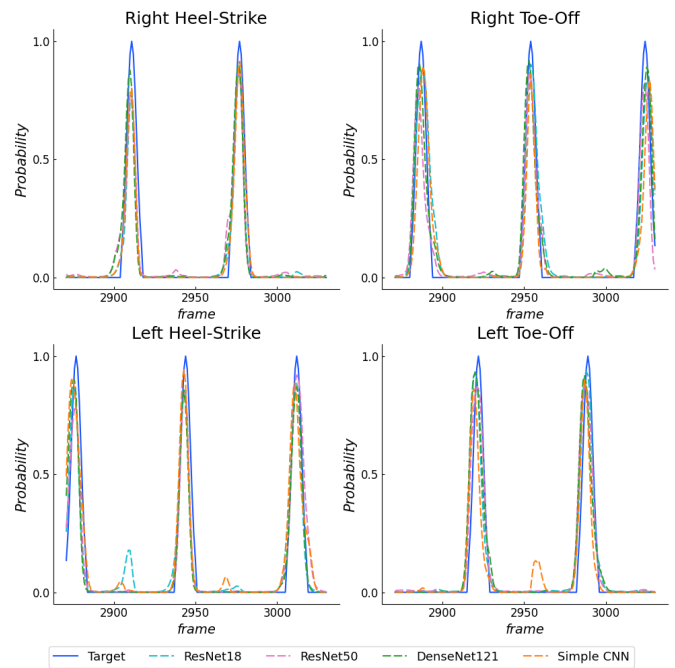 Right Heel-Strike
Right Toe-Off
1.0
0.5
0.0
Probability
2900 2950 3000
frame
1.0
0.5
0.0
Probability
2900 2950 3000
frame
Left Heel-Strike
Left Toe-Off
1.0
0.5
0.0
Probability
2900 2950 3000
frame
1.0
0.5
0.0
Probability
2900 2950 3000
frame
Target ResNet18 ResNet50 DenseNet121 Simple CNN